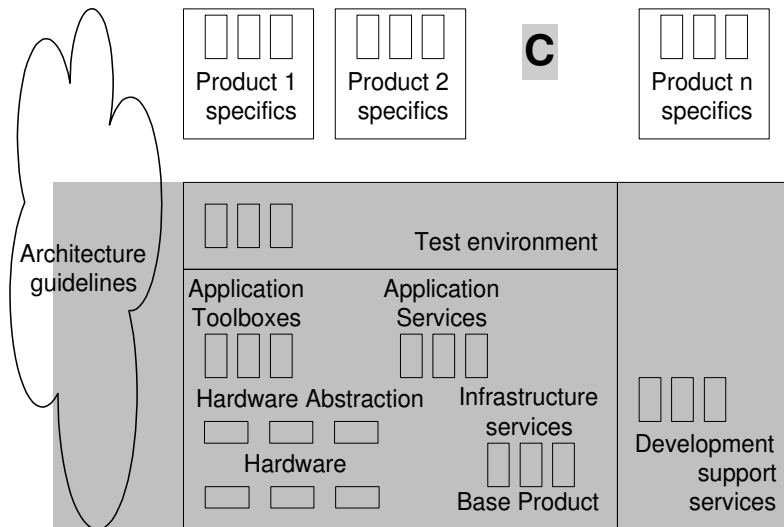 C
Product 1
specifics
Product 2
specifics
Product n
specifics
Architecture
guidelines
Test environment
Application
Toolboxes
Application
Services
Hardware Abstraction
Infrastructure
services
Hardware
Base Product
Development
support
services